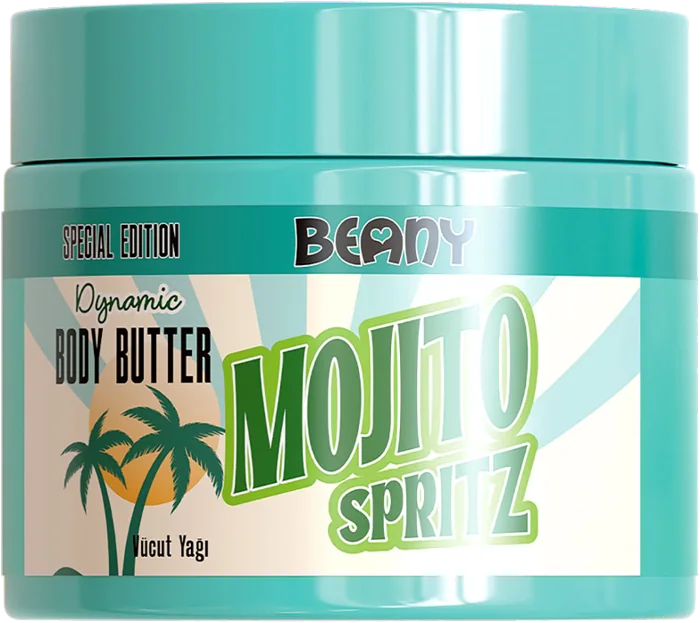 SPECIAL EDITION
BEANY
Dynamic
BODY BUTTER
MOJITO
SPRITZ
Vücut Yağı